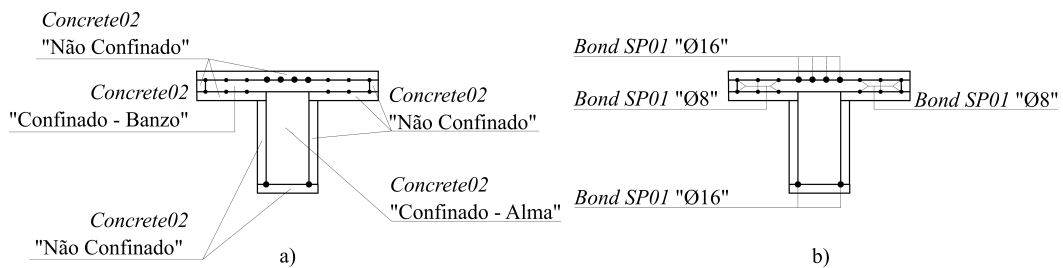 Concrete02
"Não Confinado"
Concrete02
"Confinado - Banzo"
Concrete02
"Não Confinado"
Concrete02
"Confinado - Alma"
Concrete02
"Não Confinado"
a)
Bond SP01 "Ø16"
Bond SP01 "Ø8"
Bond SP01 "Ø8"
Bond SP01 "Ø16"
b)